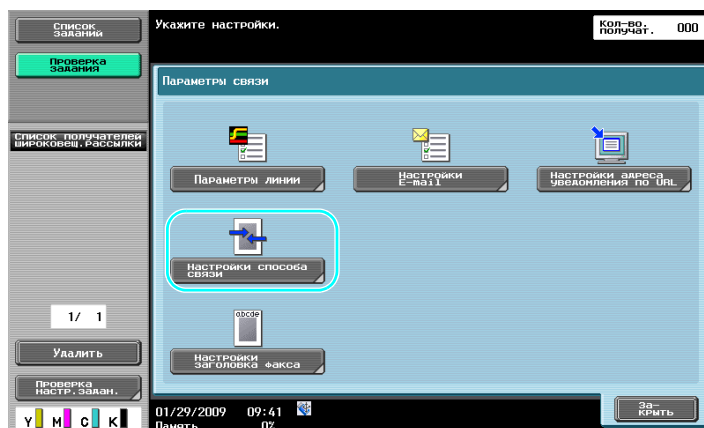 Список
заданий
Проверка
задания
Список получателей
широковещ.рассылки
1/ 1
Удалить
Проверка
настр.задан.
Y M C K
Укажите настройки.
Кол-во.
получат. 000
Параметры связи
Параметры линии
Настройки
E-mail
Настройки адреса
уведомления по URL
Настройки способа
связи
abcde
Настройки
заголовка факса
01/29/2009 09:41
Память 0%
За-
крыть